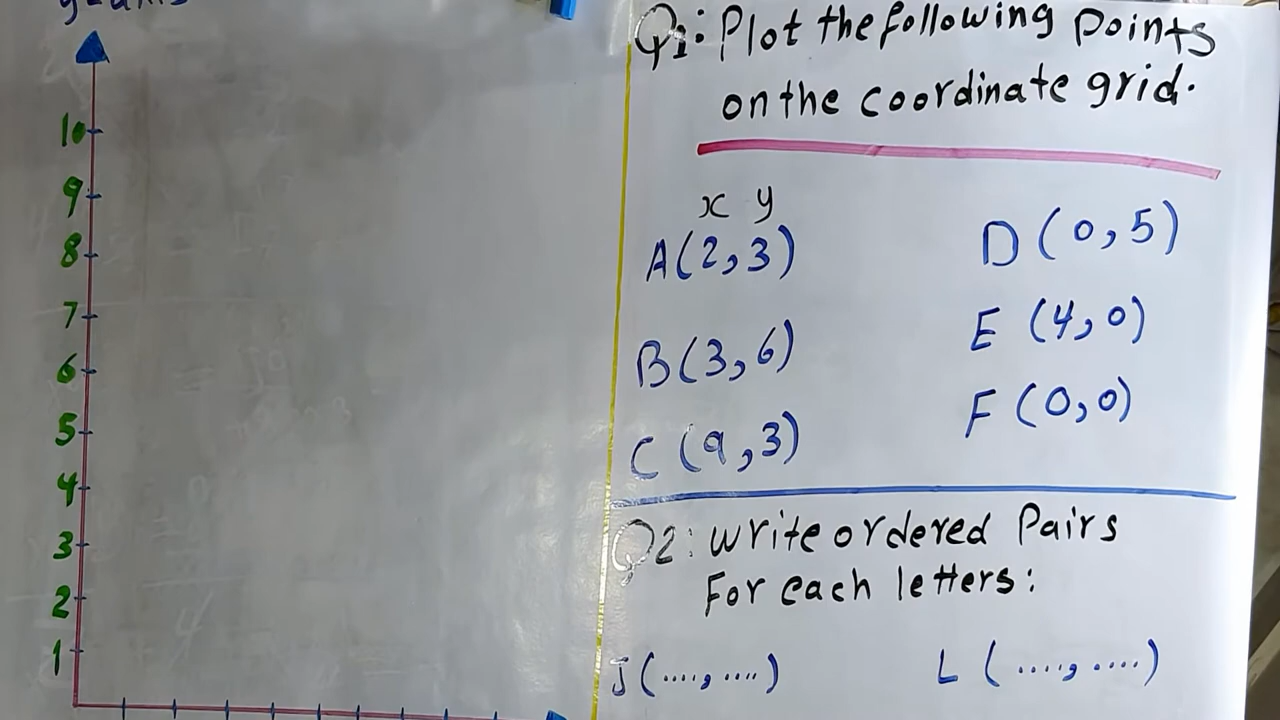 10
9
8
7
6
5
4
3
2
1
Q1: Plot the following Points
on the coordinate grid.
x y
A(2,3)
B(3,6)
C(9,3)
D(0,5)
E (4,0)
F (0,0)
Q2: Write ordered Pairs
For each letters:
J (....,....)
L (....,....)